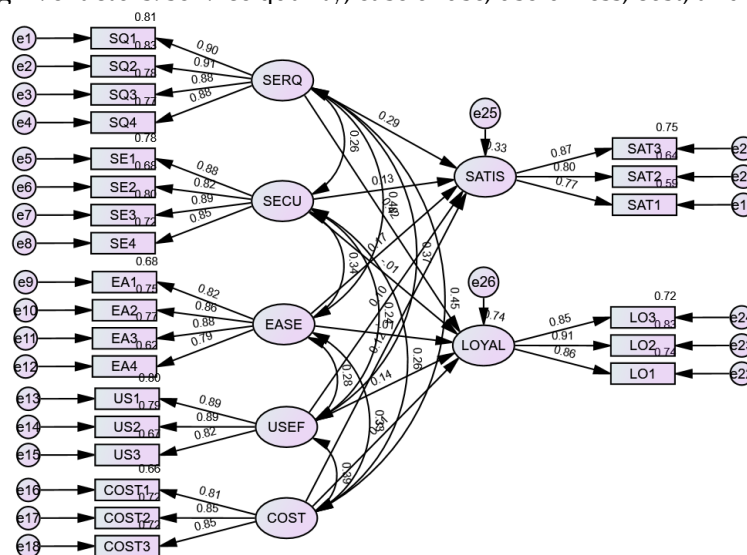 0.81
e1 SQ1 0.90
0.83
e2 SQ2 0.91
0.78
e3 SQ3 0.88
0.77
e4 SQ4 0.88
SERQ
0.78
e5 SE1 0.88
0.68
e6 SE2 0.82
0.80
e7 SE3 0.89
0.72
e8 SE4 0.85
SECU
0.68
e9 EA1 0.82
0.75
e10 EA2 0.86
0.77
e11 EA3 0.88
0.62
e12 EA4 0.79
EASE
0.80
e13 US1 0.89
0.79
e14 US2 0.89
0.67
e15 US3 0.82
USEF
0.66
e16 COST1 0.81
0.72
e17 COST2 0.85
0.72
e18 COST3 0.85
COST
0.29
0.26
0.13
0.37
-.01
0.34
0.45
0.26
0.28
0.14
0.39
e25
0.33
SATIS
0.75
0.87 SAT3
0.64
0.80 SAT2
0.59
0.77 SAT1
e26
0.74
LOYAL
0.72
0.85 LO3
0.83
0.91 LO2
0.74
0.86 LO1